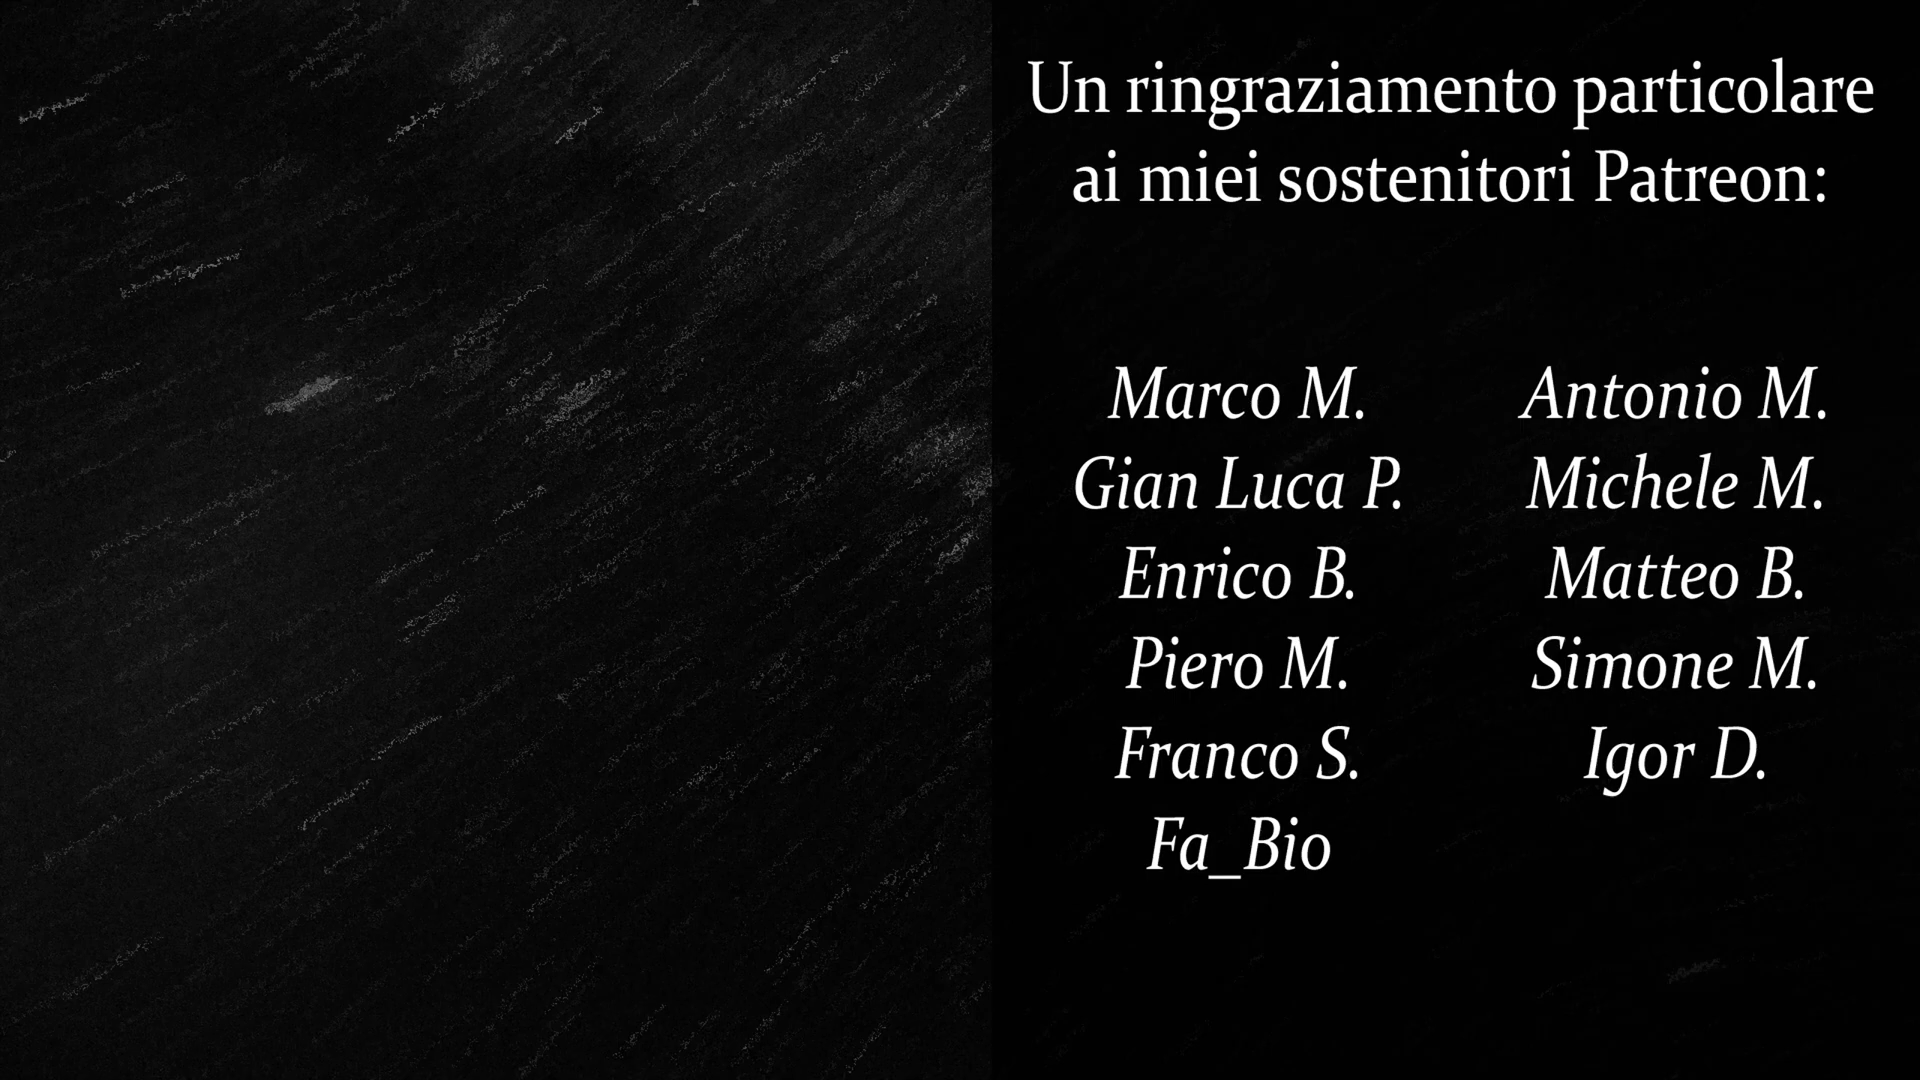 Un ringraziamento particolare
ai miei sostenitori Patreon:
Marco M.
Gian Luca P.
Enrico B.
Piero M.
Franco S.
Fa_Bio
Antonio M.
Michele M.
Matteo B.
Simone M.
Igor D.